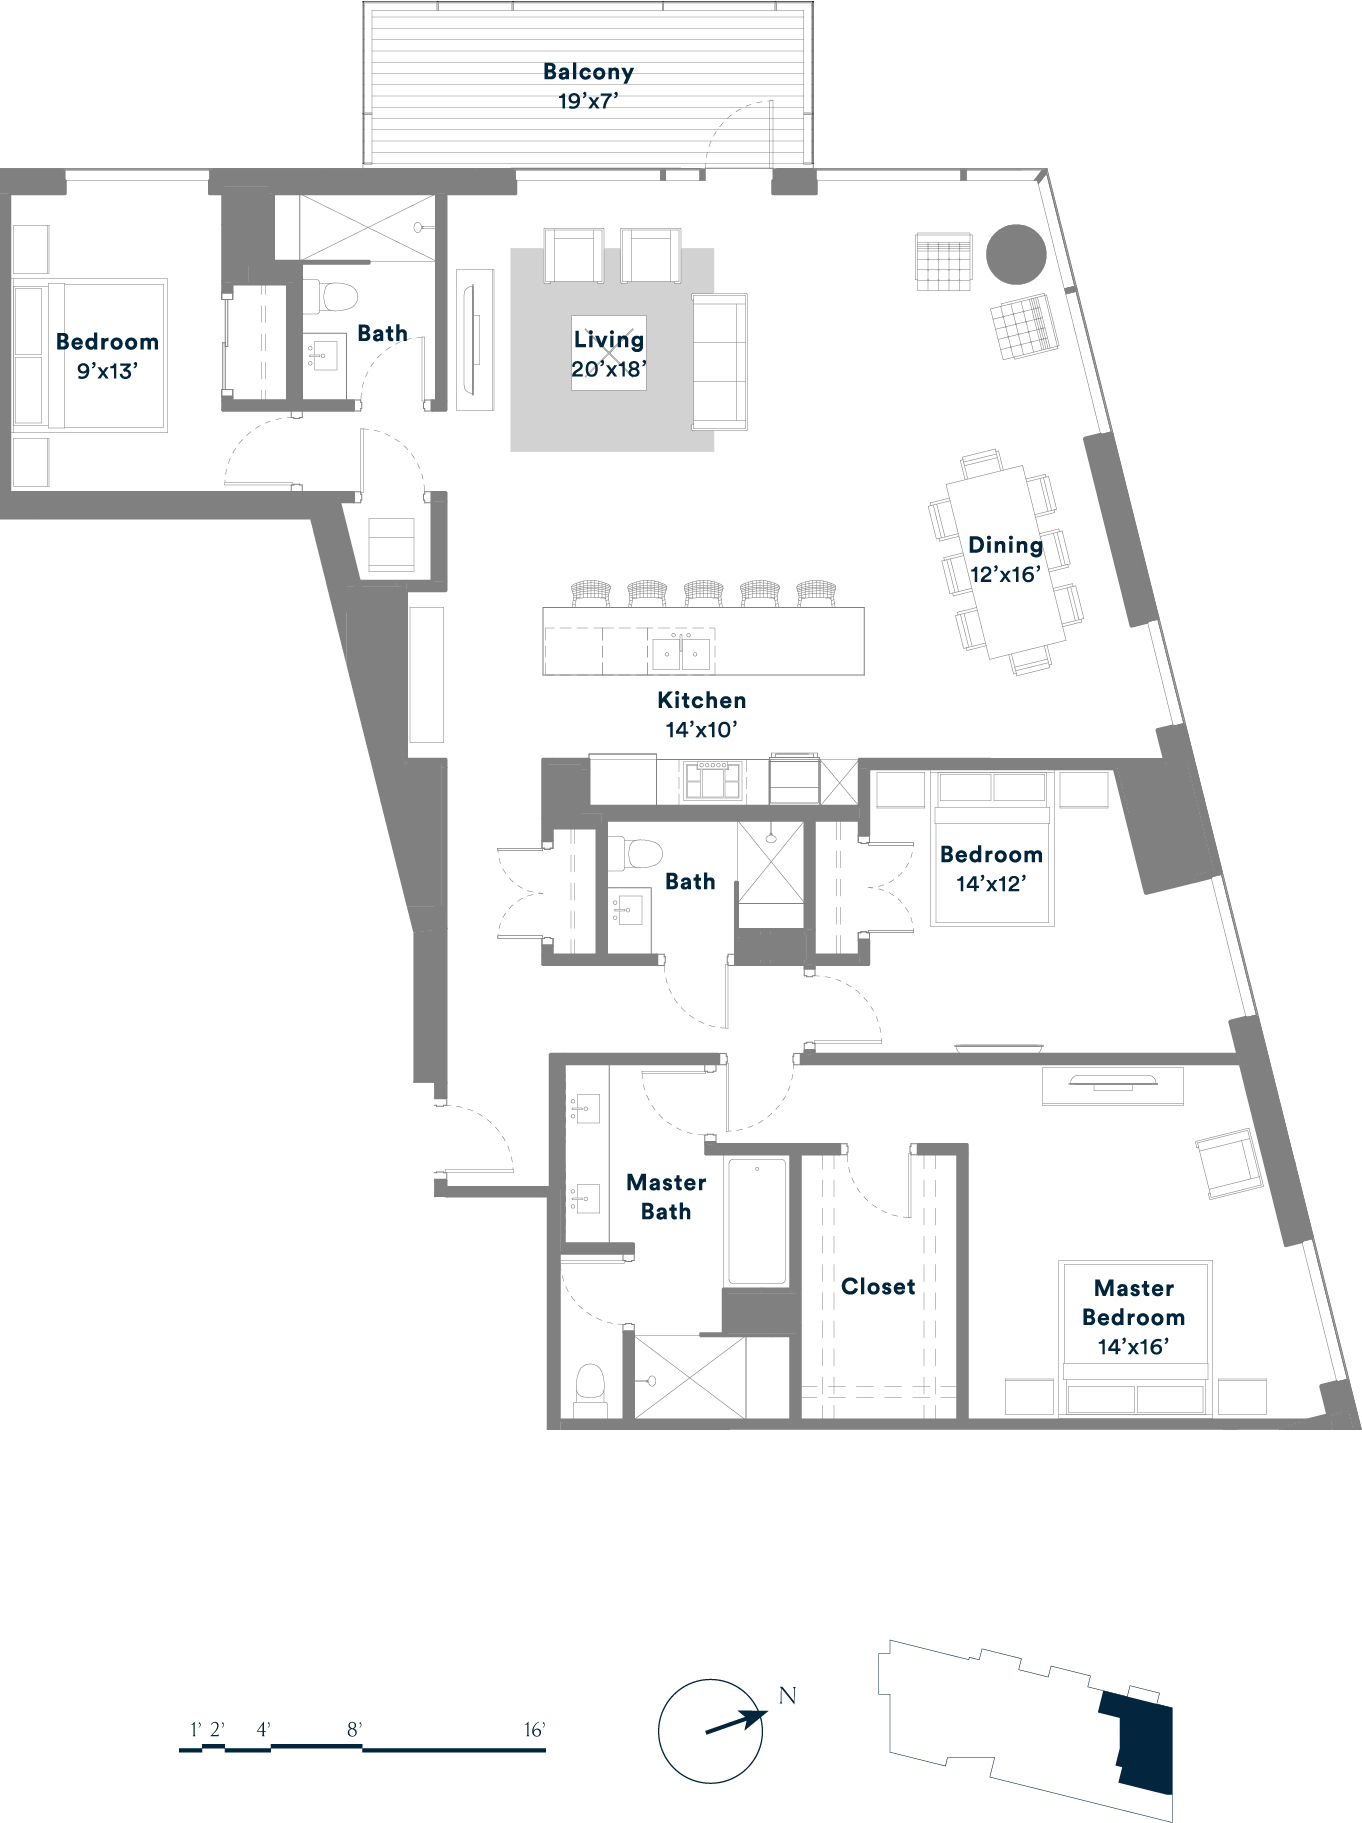 Balcony
19’x7’
Bedroom
9’x13’
Bath
Living
20’x18’
Dining
12’x16’
Kitchen
14’x10’
Bath
Bedroom
14’x12’
Master
Bath
Closet
Master
Bedroom
14’x16’
1’ 2’ 4’ 8’ 16’
N